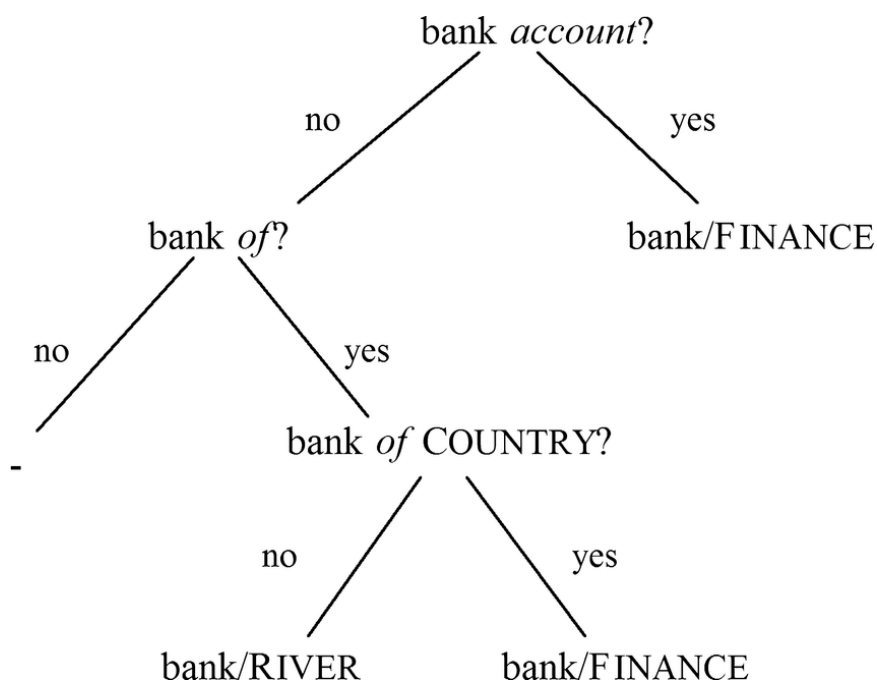 bank account?
no yes
bank of? bank/FINANCE
no yes
bank of COUNTRY?
-
no yes
bank/RIVER bank/FINANCE